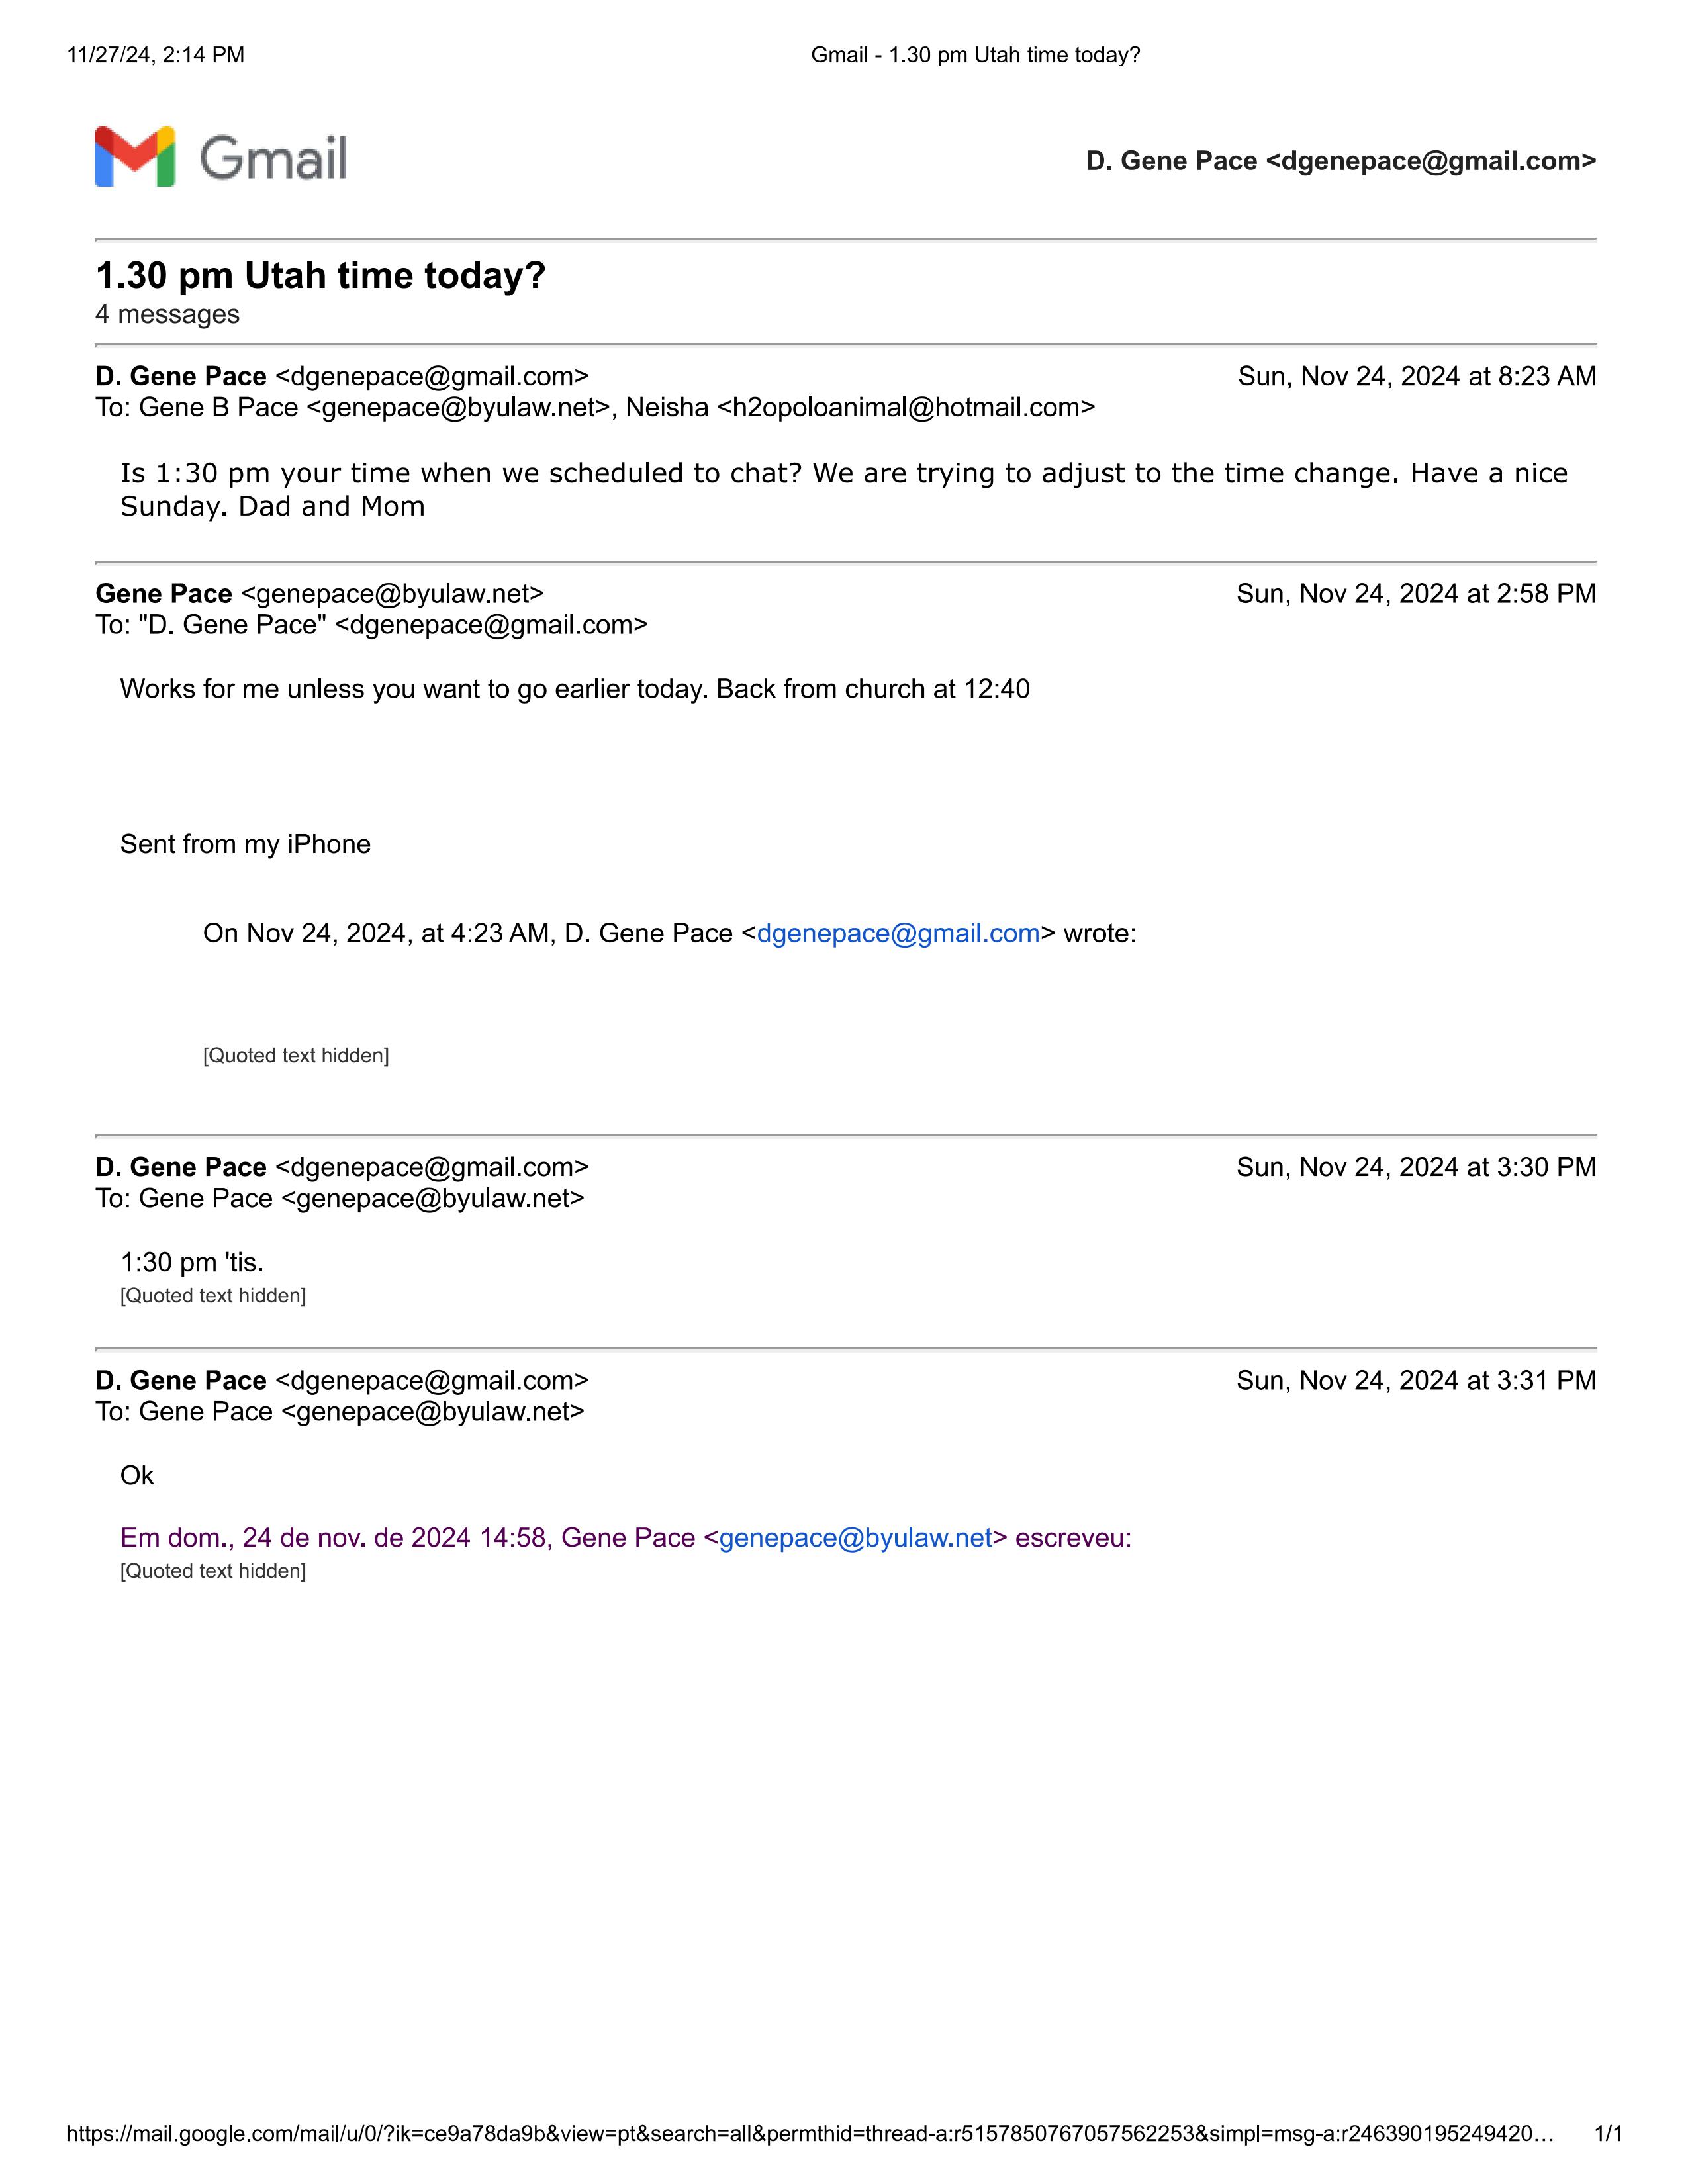 11/27/24, 2:14 PM Gmail - 1.30 pm Utah time today?
Gmail D. Gene Pace <dgenepace@gmail.com>
1.30 pm Utah time today?
4 messages
D. Gene Pace <dgenepace@gmail.com> Sun, Nov 24, 2024 at 8:23 AM
To: Gene B Pace <genepace@byulaw.net>, Neisha <h2opoloanimal@hotmail.com>
Is 1:30 pm your time when we scheduled to chat? We are trying to adjust to the time change. Have a nice
Sunday. Dad and Mom
Gene Pace <genepace@byulaw.net> Sun, Nov 24, 2024 at 2:58 PM
To: "D. Gene Pace" <dgenepace@gmail.com>
Works for me unless you want to go earlier today. Back from church at 12:40
Sent from my iPhone
On Nov 24, 2024, at 4:23 AM, D. Gene Pace <dgenepace@gmail.com> wrote:
[Quoted text hidden]
D. Gene Pace <dgenepace@gmail.com> Sun, Nov 24, 2024 at 3:30 PM
To: Gene Pace <genepace@byulaw.net>
1:30 pm 'tis.
[Quoted text hidden]
D. Gene Pace <dgenepace@gmail.com> Sun, Nov 24, 2024 at 3:31 PM
To: Gene Pace <genepace@byulaw.net>
Ok
Em dom., 24 de nov. de 2024 14:58, Gene Pace <genepace@byulaw.net> escreveu:
[Quoted text hidden]
https://mail.google.com/mail/u/0/?ik=ce9a78da9b&view=pt&search=all&permthid=thread-a:r5157850767057562253&simpl=msg-a:r246390195249420… 1/1